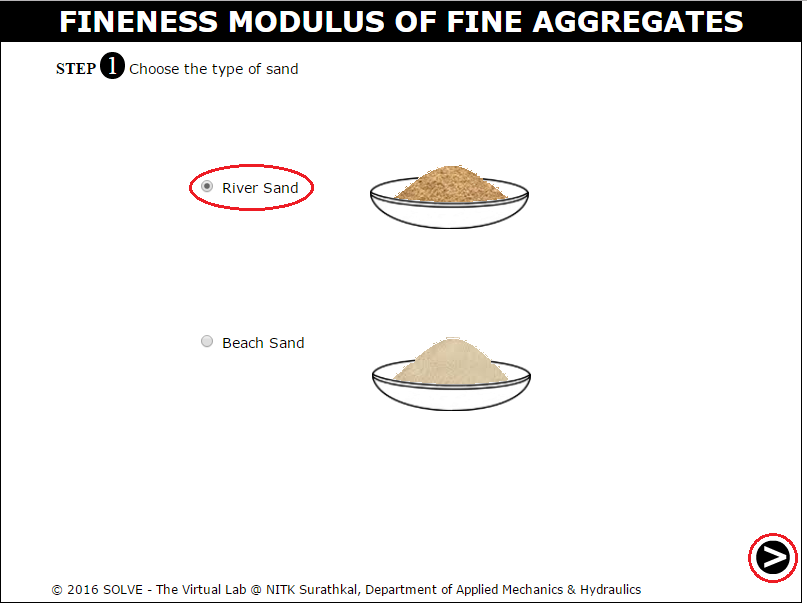 FINENESS MODULUS OF FINE AGGREGATES
STEP 1 Choose the type of sand
River Sand
Beach Sand
>
© 2016 SOLVE - The Virtual Lab @ NITK Surathkal, Department of Applied Mechanics & Hydraulics